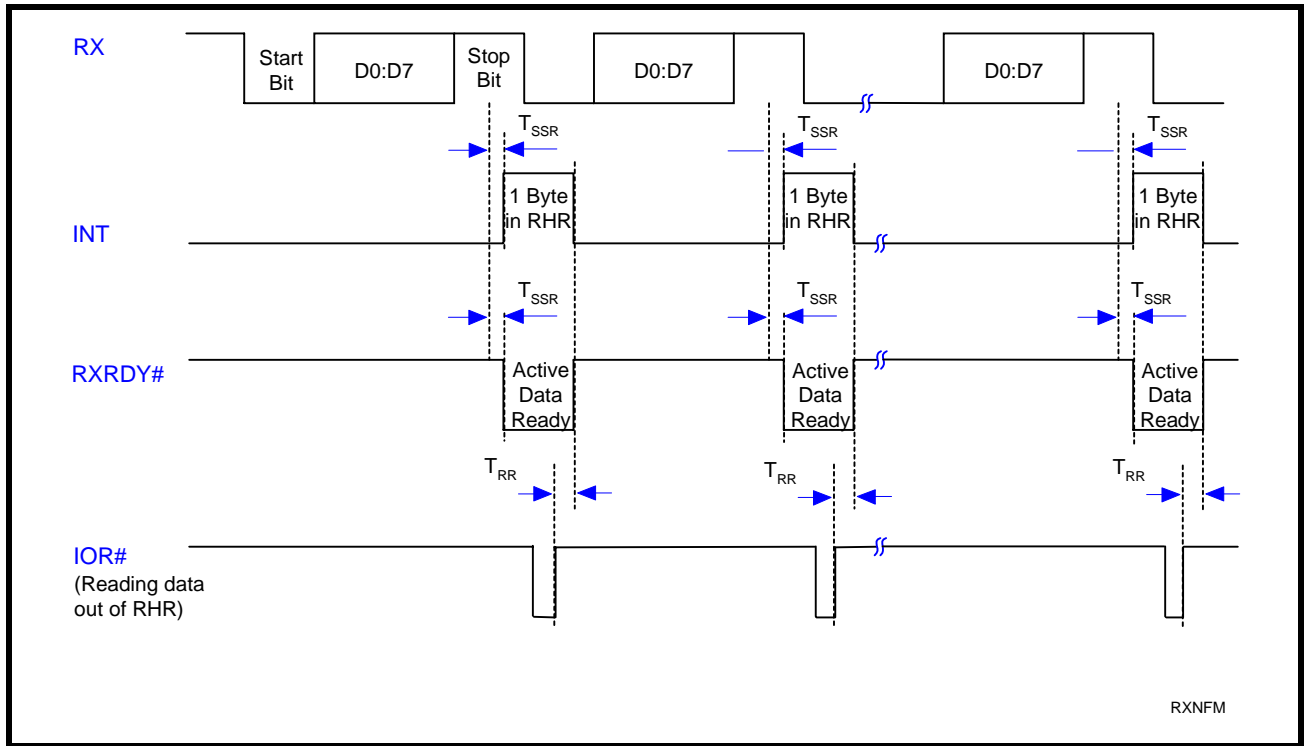 RX
Start
Bit
D0:D7
Stop
Bit
D0:D7
D0:D7
TSSR
TSSR
TSSR
INT
1 Byte
in RHR
1 Byte
in RHR
1 Byte
in RHR
TSSR
TSSR
TSSR
RXRDY#
Active
Data
Ready
Active
Data
Ready
Active
Data
Ready
TRR
TRR
TRR
IOR#
(Reading data
out of RHR)
RXNFM